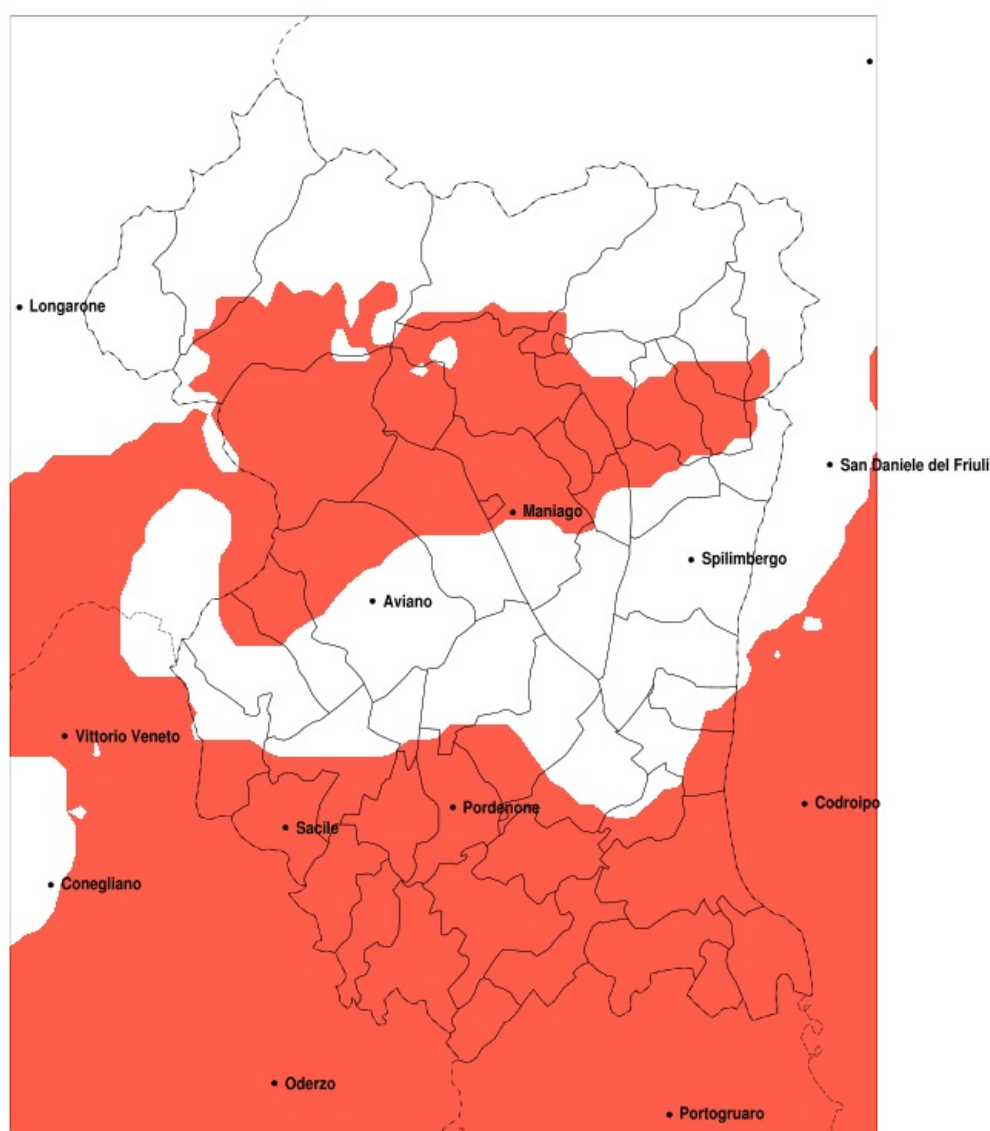 Longarone
San Daniele del Friuli
Maniago
Spilimbergo
Aviano
Vittorio Veneto
Codroipo
Pordenone
Sacile
Conegliano
Oderzo
Portogruaro